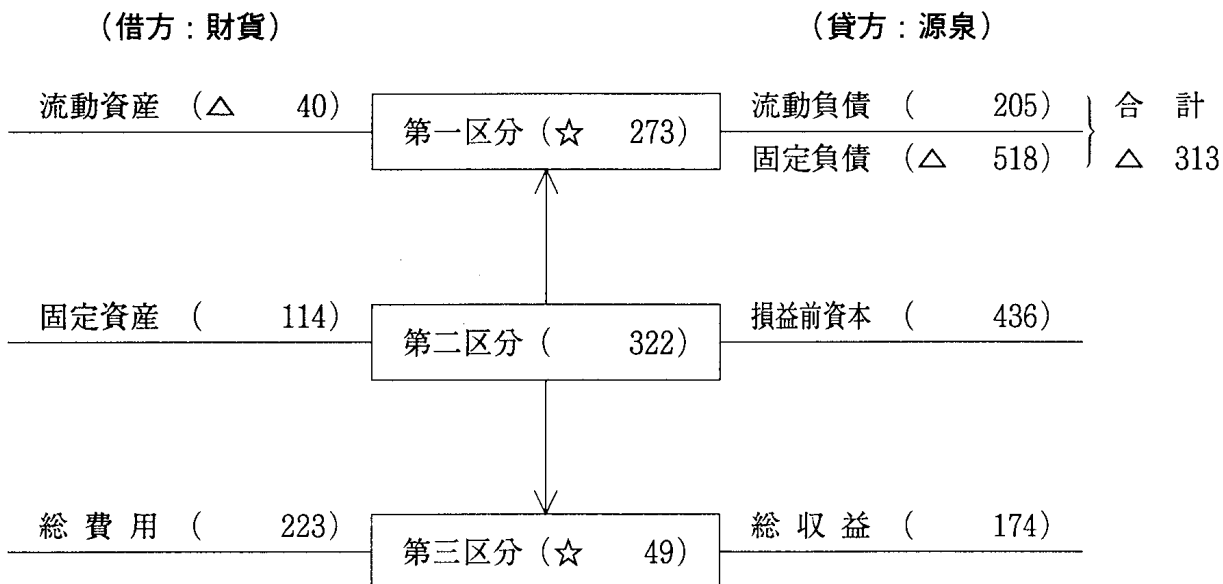 （借方：財貨） （貸方：源泉）
流動資産 （△ 40） 第一区分（☆ 273） 流動負債 （ 205） 合 計
固定負債 （△ 518） △ 313
固定資産 （ 114） 第二区分（ 322） 損益前資本 （ 436）
総費用 （ 223） 第三区分（☆ 49） 総収益 （ 174）